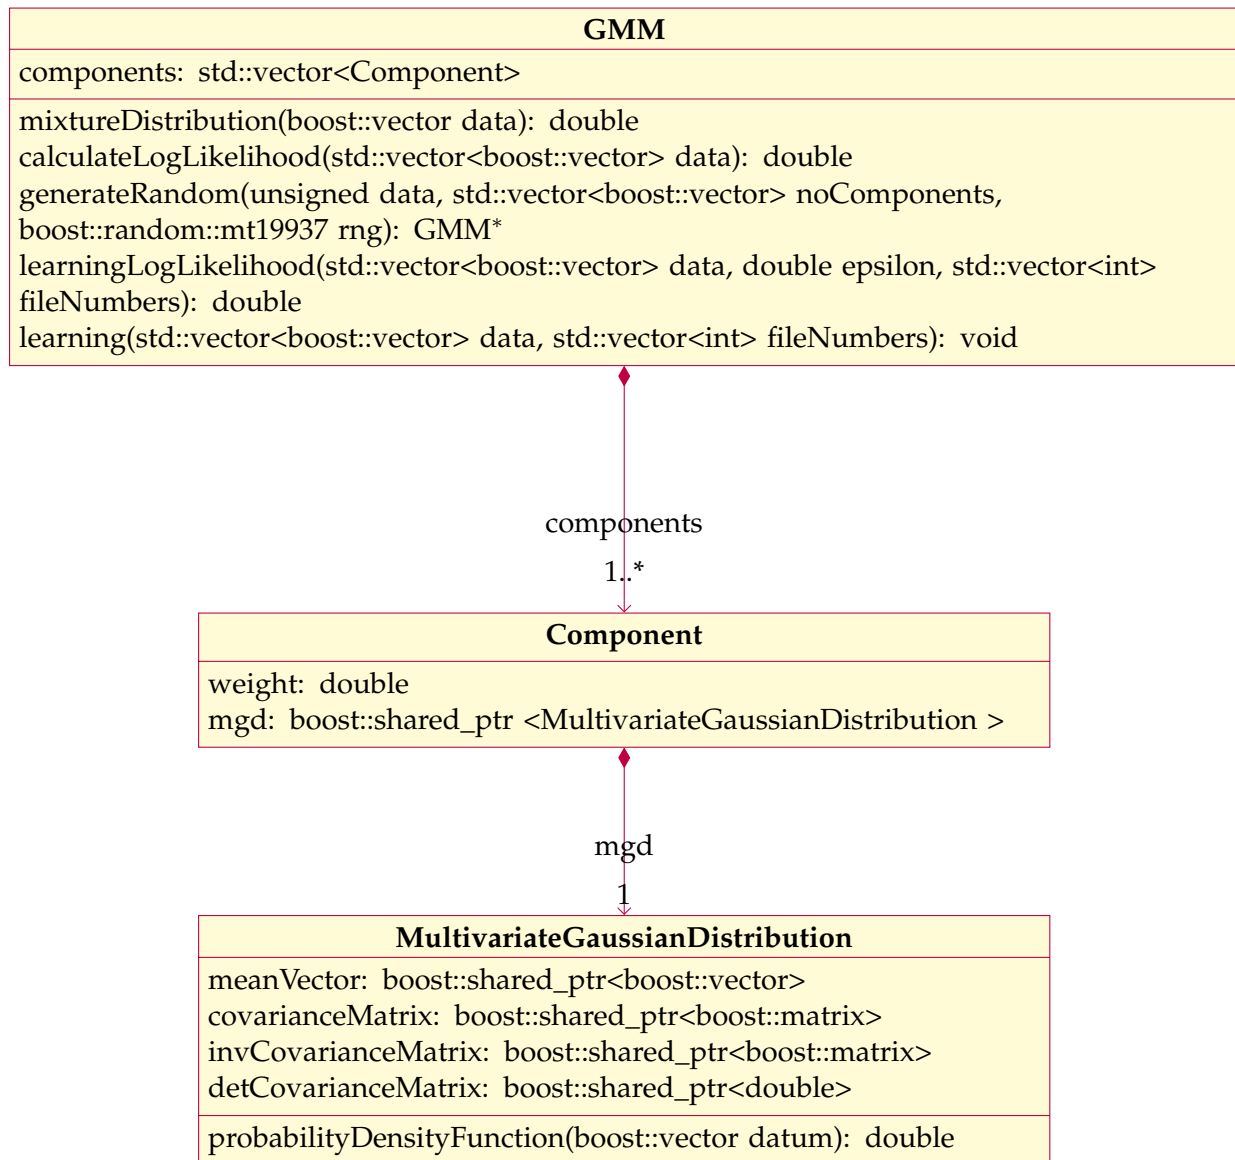 GMM
components: std::vector<Component>
mixtureDistribution(boost::vector data): double
calculateLogLikelihood(std::vector<boost::vector> data): double
generateRandom(unsigned data, std::vector<boost::vector> noComponents,
boost::random::mt19937 rng): GMM*
learningLogLikelihood(std::vector<boost::vector> data, double epsilon, std::vector<int>
fileNumbers): double
learning(std::vector<boost::vector> data, std::vector<int> fileNumbers): void
components
1..*
Component
weight: double
mgd: boost::shared_ptr <MultivariateGaussianDistribution >
mgd
1
MultivariateGaussianDistribution
meanVector: boost::shared_ptr<boost::vector>
covarianceMatrix: boost::shared_ptr<boost::matrix>
invCovarianceMatrix: boost::shared_ptr<boost::matrix>
detCovarianceMatrix: boost::shared_ptr<double>
probabilityDensityFunction(boost::vector datum): double